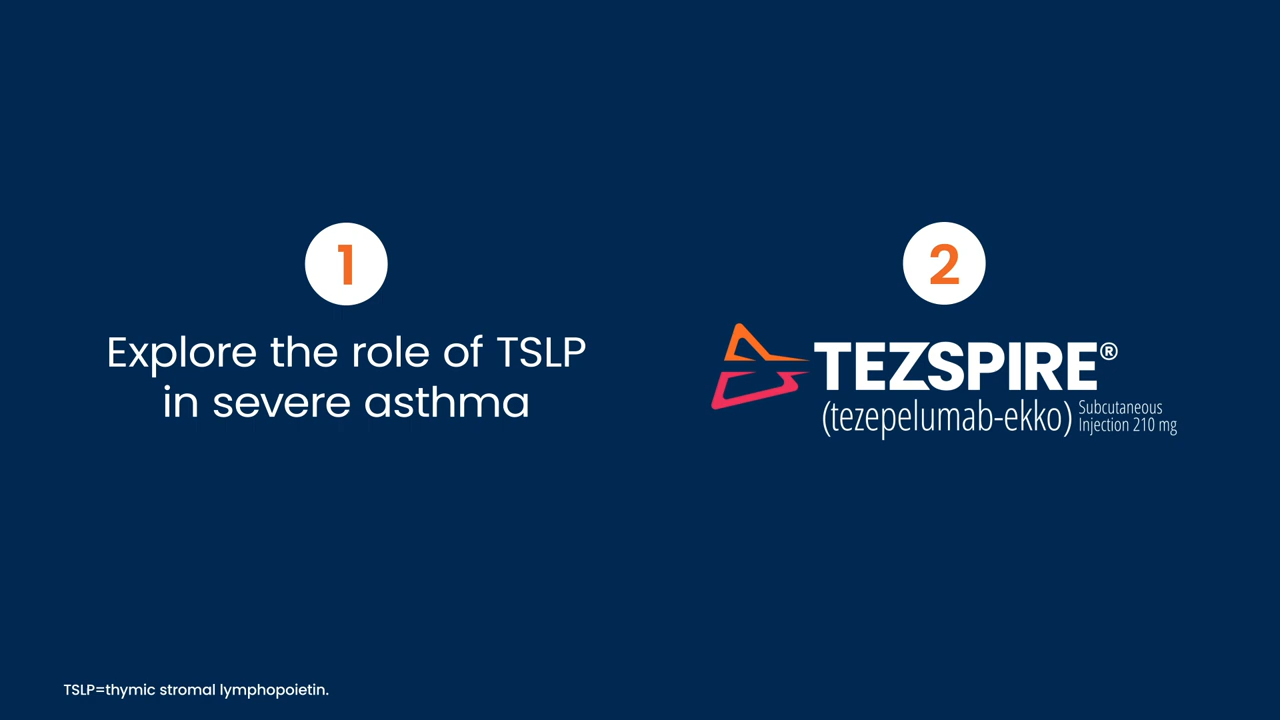 1
Explore the role of TSLP
in severe asthma
2
TEZSPIRE®
(tezepelumab-ekko)
Subcutaneous
Injection 210 mg
TSLP=thymic stromal lymphopoietin.